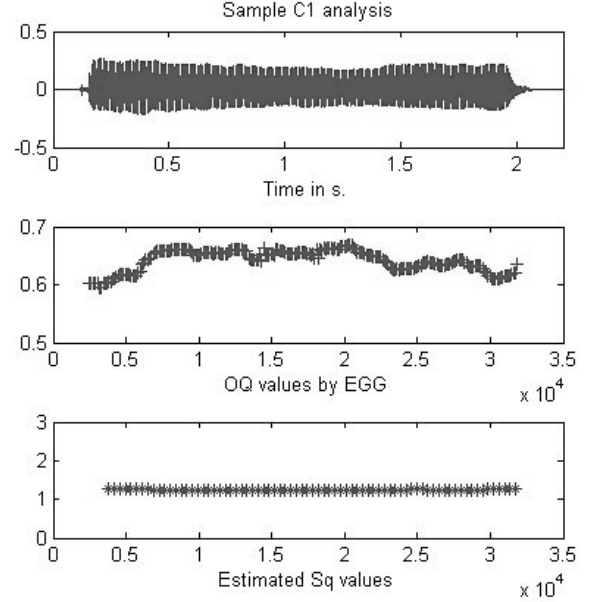 Sample C1 analysis
0.5
0
-0.5
0 0.5 1 1.5 2
Time in s.
0.7
0.6
0.5
0 0.5 1 1.5 2 2.5 3 3.5
OQ values by EGG
x 10^4
3
2
1
0
0 0.5 1 1.5 2 2.5 3 3.5
Estimated Sq values
x 10^4